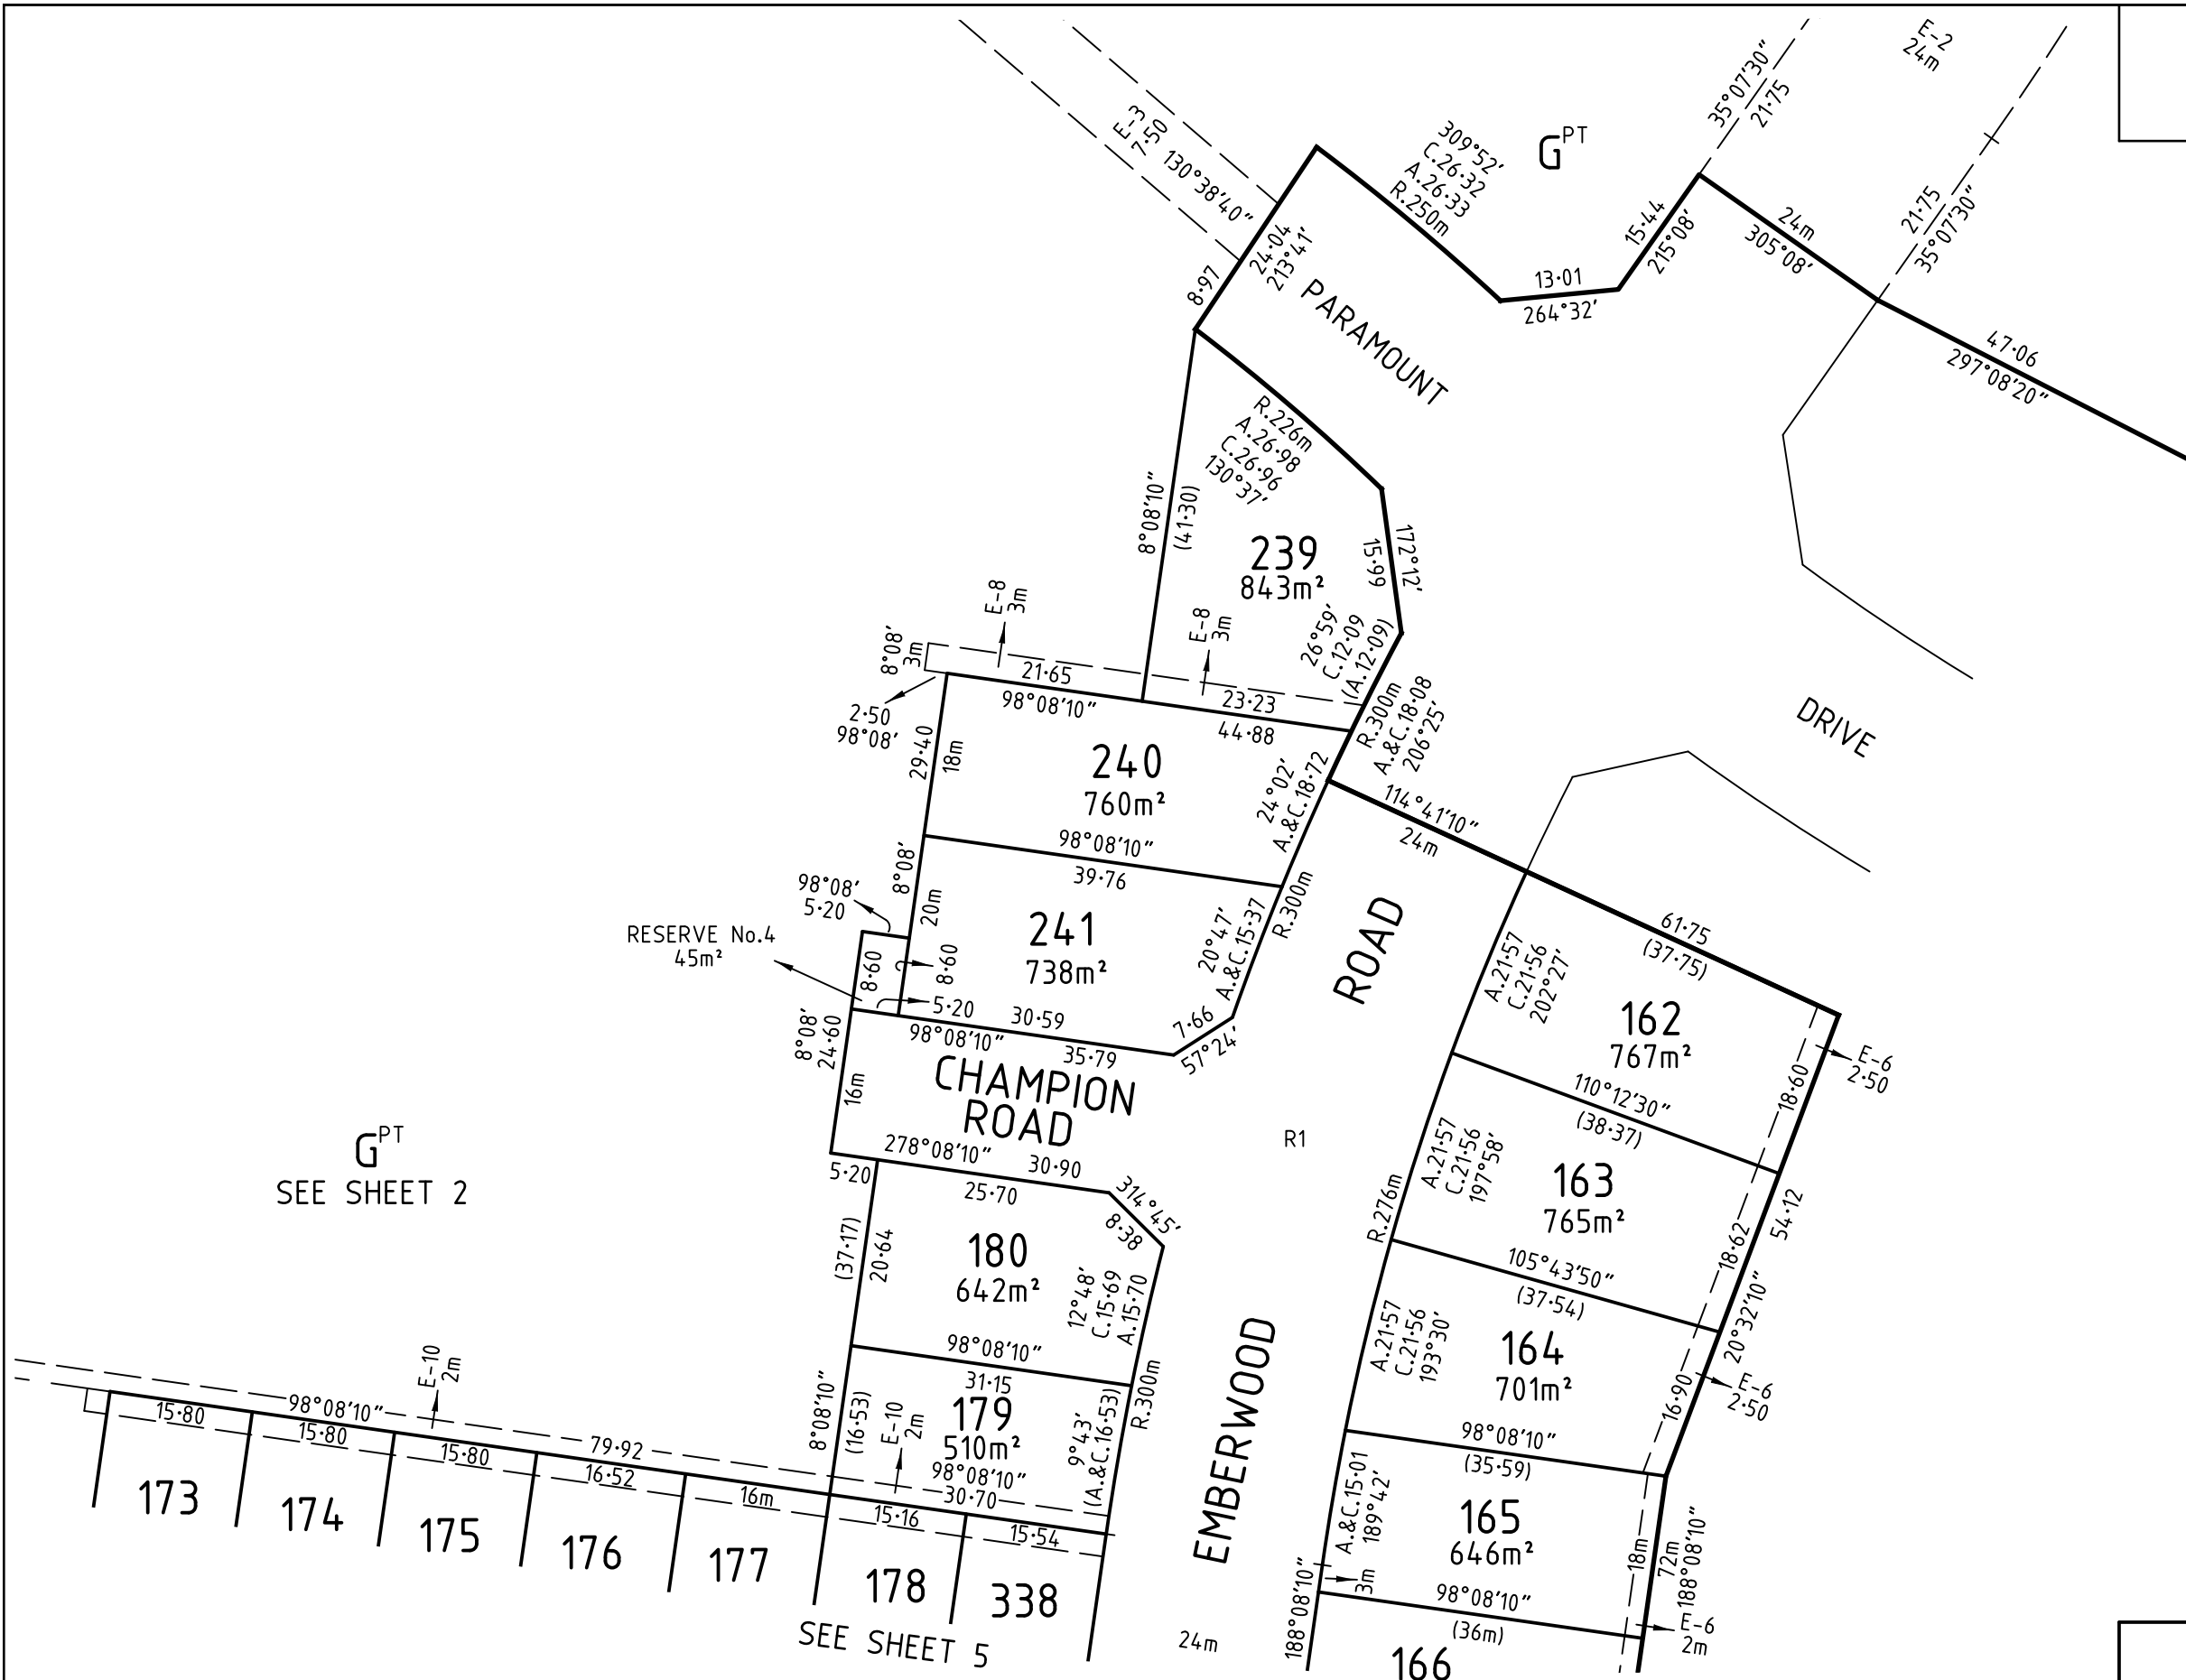 E-2
24m
35°07'30"
21·75
E-3
7·50
130°38'40"
309°52'
C.26·32
A.26·33
R.250m
G PT
21·75
35°07'30"
15·44
215°08'
24m
305°08'
24·04
213°41'
8·97
13·01
264°32'
47·06
297°08'20"
PARAMOUNT
R.226m
A.26·98
C.26·96
130°37'
8°08'10"
(41·30)
239
843m²
172°12'
15·99
E-8
3m
E-8
3m
26°59'
C.12·09
(A.12·09)
8°08'
3m
21·65
98°08'10"
23·23
44·88
R.300m
A.&C.18·08
206°25'
2·50
98°08'
DRIVE
29·40
18m
240
760m²
24°02'
A.&C.18·72
114°41'10"
24m
98°08'10"
39·76
8°08'
20m
98°08'
5·20
241
738m²
20°47'
A.&C.15·37
R.300m
ROAD
61·75
(37·75)
RESERVE No.4
45m²
8·60
8·60
5·20
30·59
98°08'10"
35·79
7·66
57°24'
A.21·57
C.21·56
202°27'
162
767m²
18·60
E-6
2·50
8°08'
24·60
16m
CHAMPION
ROAD
R1
110°12'30"
(38·37)
G PT
SEE SHEET 2
278°08'10"
30·90
5·20
25·70
314°45'
8·38
A.21·57
C.21·56
197°58'
163
765m²
R.276m
18·62
54·12
(37·17)
20·64
180
642m²
12°48'
C.15·69
A.15·70
105°43'50"
(37·54)
A.21·57
C.21·56
193°30'
164
701m²
20°32'10"
16·90
E-6
2·50
E-10
2m
98°08'10"
31·15
179
510m²
8°08'10"
(16·53)
E-10
2m
9°43'
(A.&C.16·53)
R.300m
EMBERWOOD
98°08'10"
(35·59)
98°08'10"
79·92
15·80
15·80
15·80
16·52
16m
98°08'10"
30·70
15·16
15·54
A.&C.15·01
189°42'
165
646m²
18m
72m
188°08'10"
173
174
175
176
177
178
338
188°08'10"
3m
98°08'10"
(36m)
E-6
2m
SEE SHEET 5
24m
166